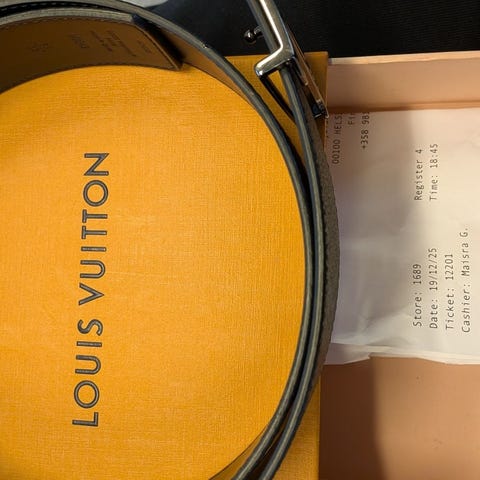 LOUIS VUITTON
00100 HELS
Fi
+358 98
Store: 1689
Register 4
Date: 19/12/25
Time: 18:45
Ticket: 12201
Cashier: Maisra G.